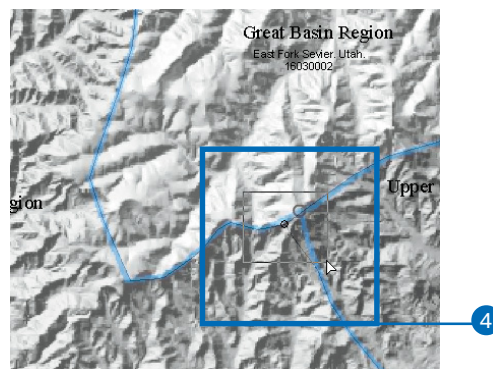 Great Basin Region
East Fork Sevier. Utah.
16030002
Upper
gion
4